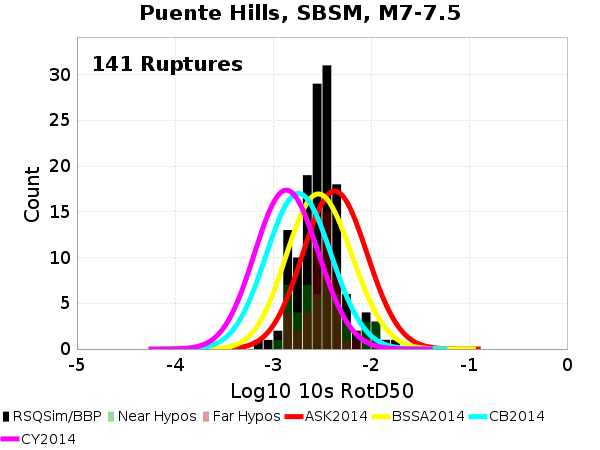 Puente Hills, SBSM, M7-7.5
141 Ruptures
30
25
20
15
10
5
0
Count
-5 -4 -3 -2 -1 0
Log10 10s RotD50
RSQSim/BBP Near Hypos Far Hypos ASK2014 BSSA2014 CB2014
CY2014